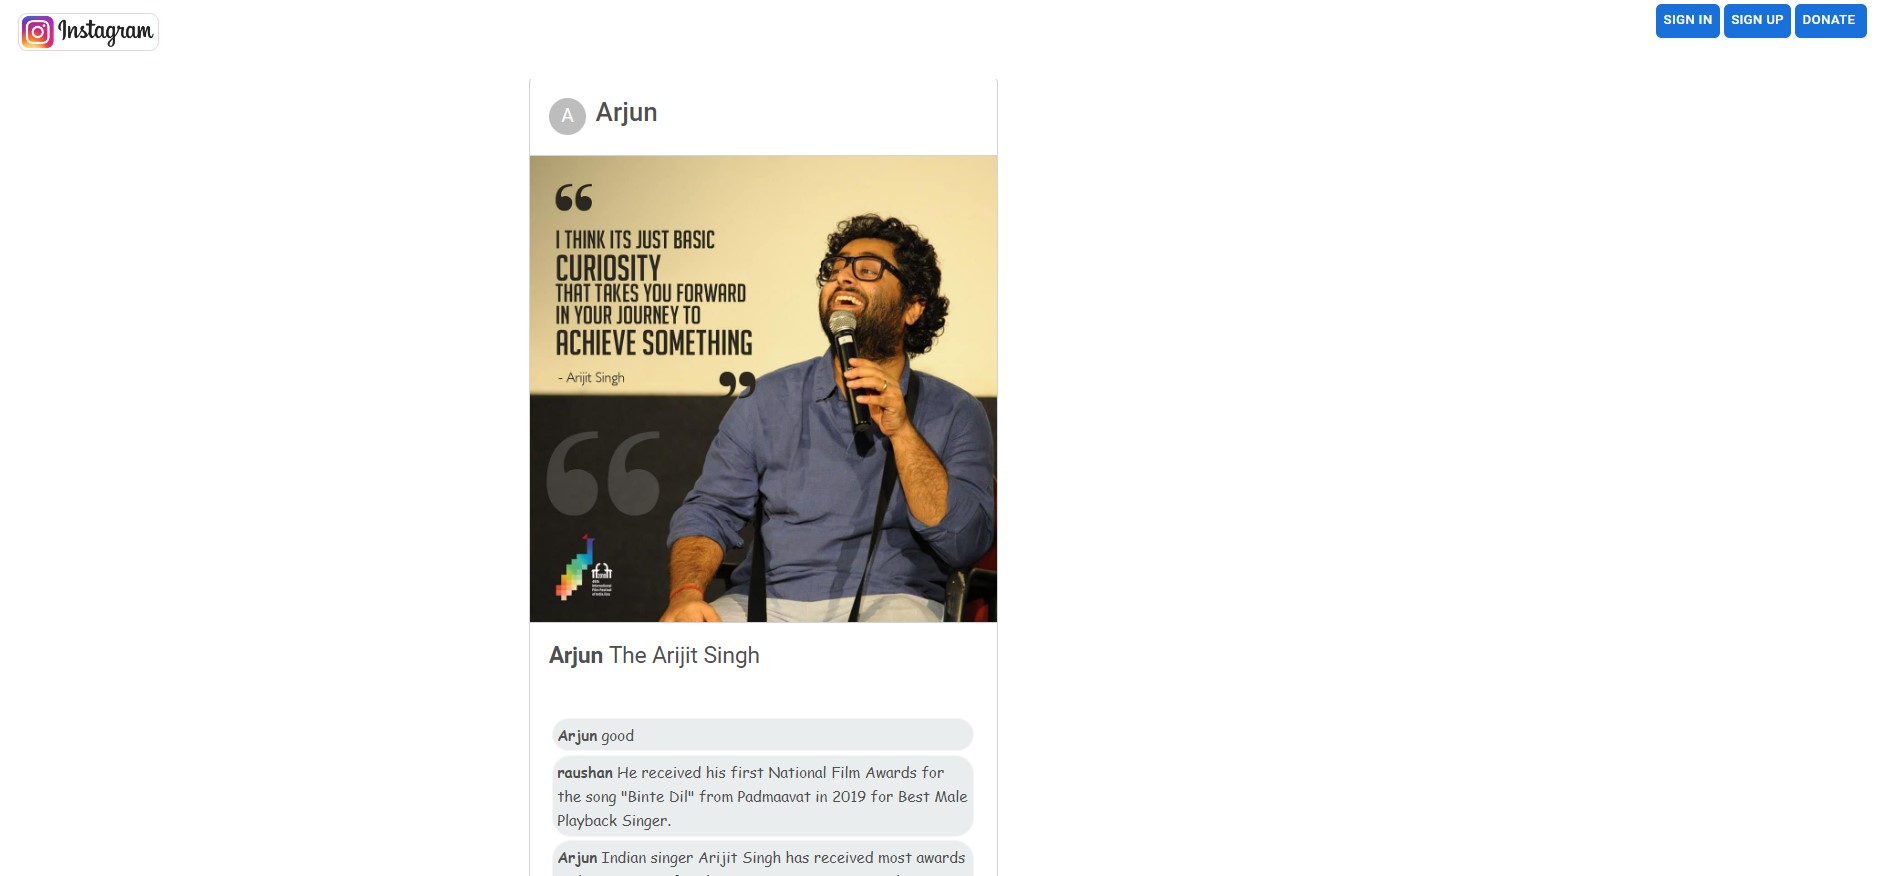 Instagram
SIGN IN
SIGN UP
DONATE
A
Arjun
I THINK ITS JUST BASIC
CURIOSITY
THAT TAKES YOU FORWARD
IN YOUR JOURNEY TO
ACHIEVE SOMETHING
- Arijit Singh
Arjun The Arijit Singh
Arjun good
raushan He received his first National Film Awards for
the song "Binte Dil" from Padmaavat in 2019 for Best Male
Playback Singer.
Arjun Indian singer Arijit Singh has received most awards